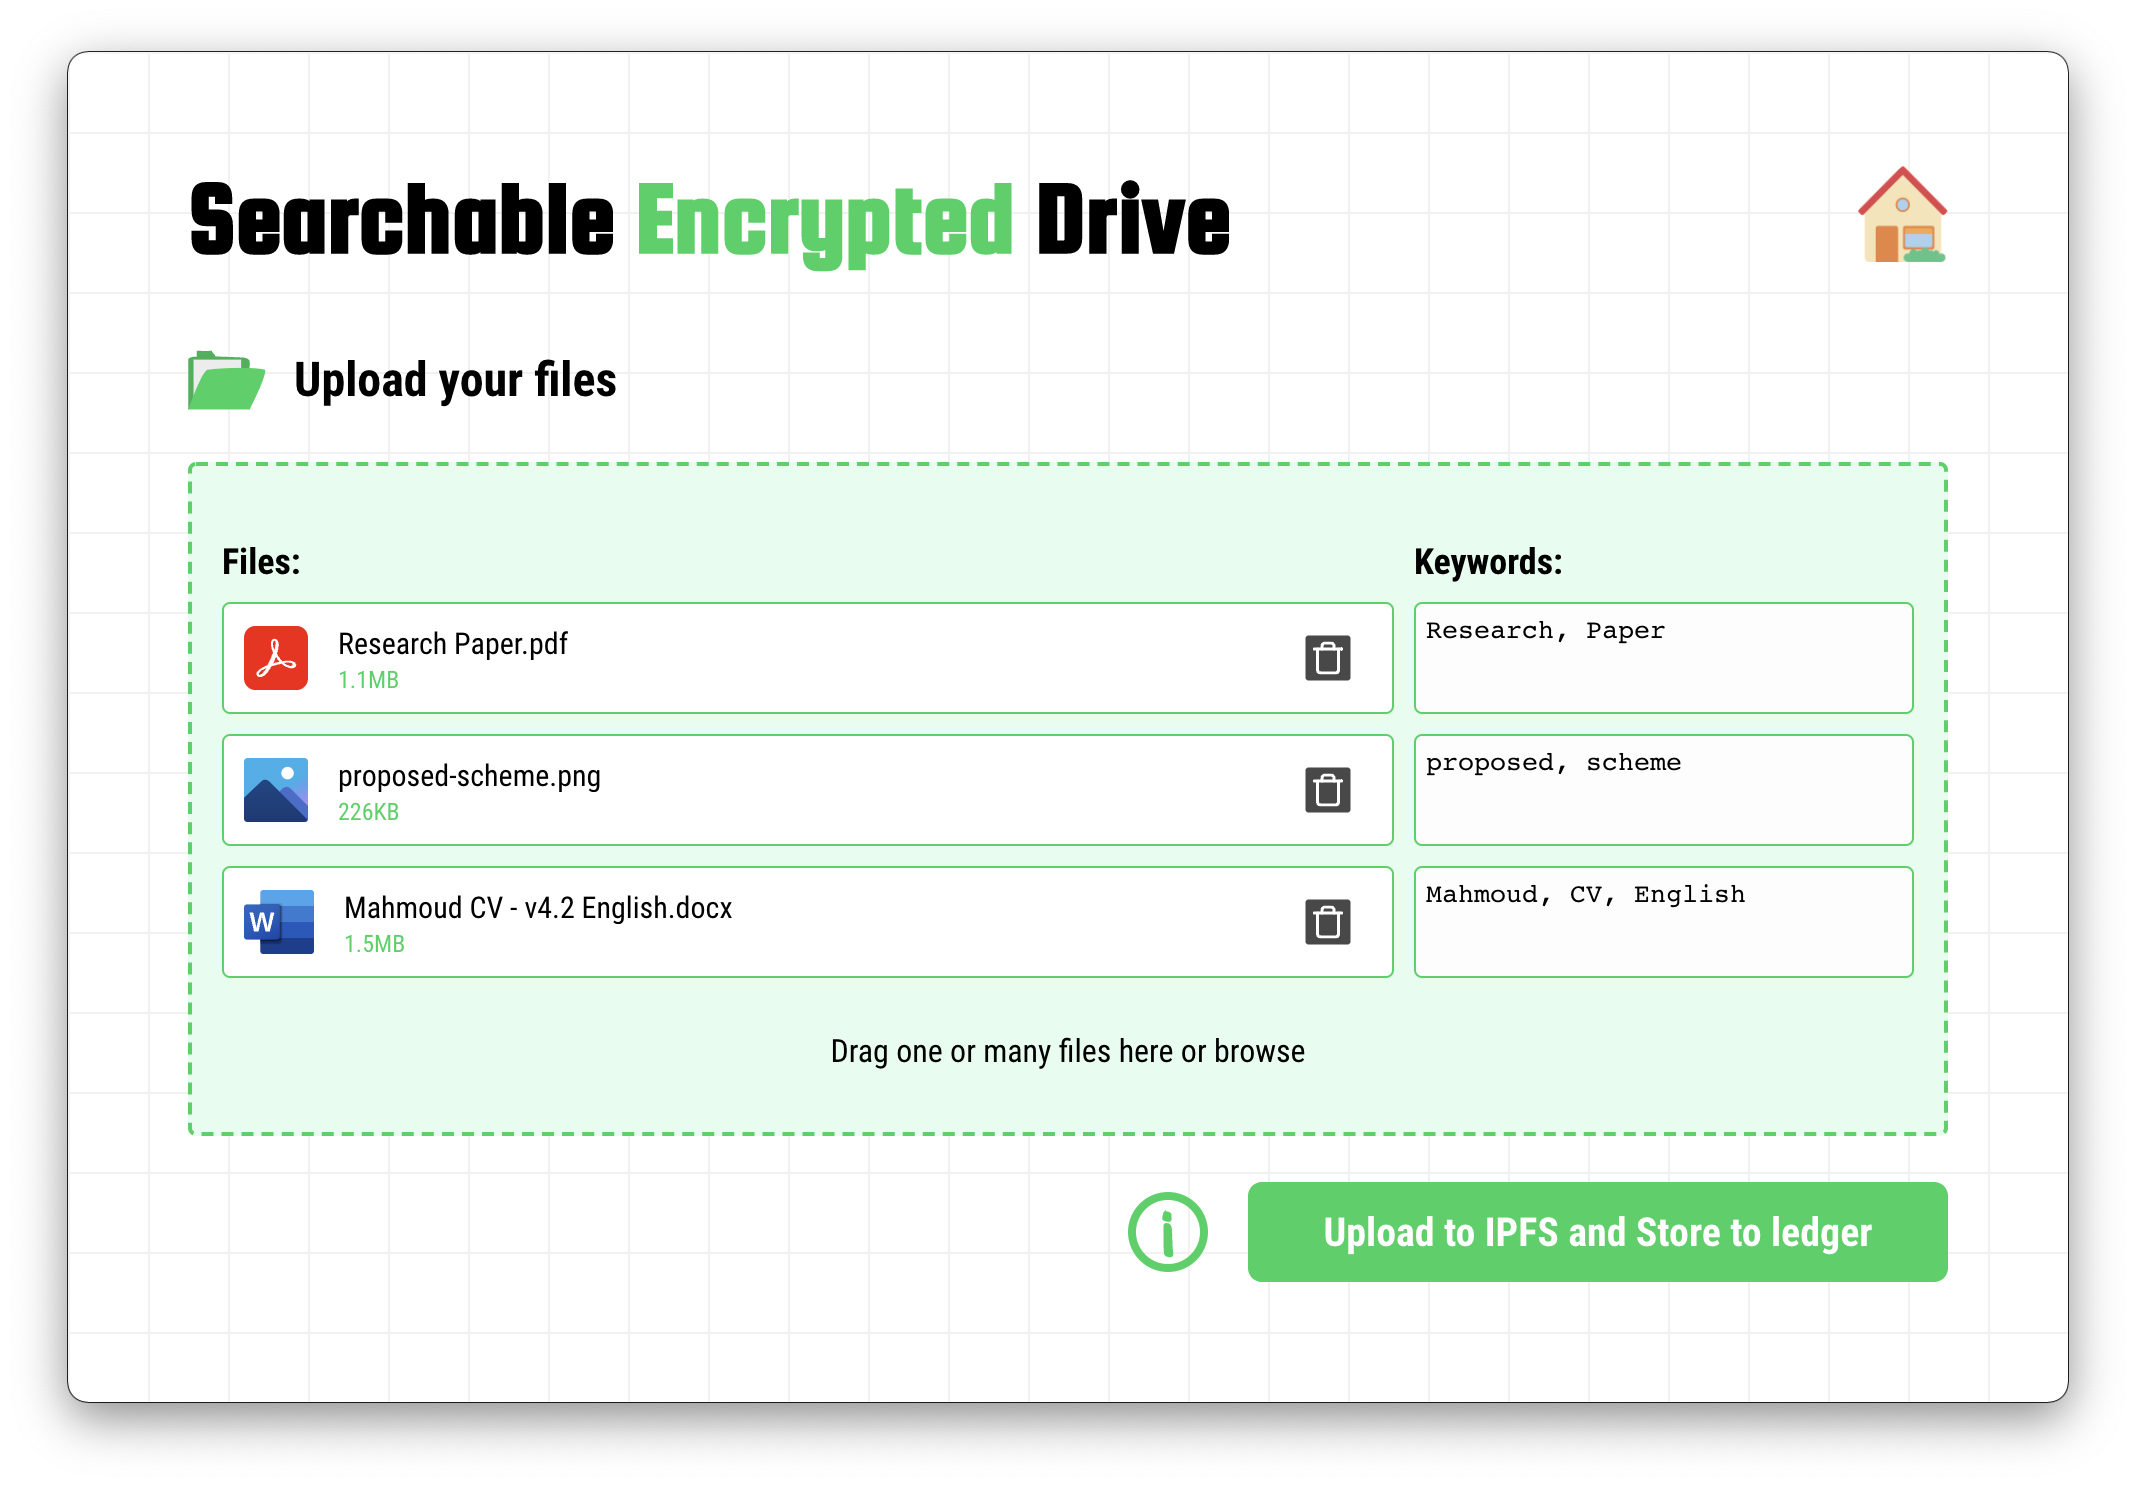 Searchable Encrypted Drive
Upload your files
Files:
Keywords:
Research Paper.pdf
1.1MB
Research, Paper
proposed-scheme.png
226KB
proposed, scheme
W
Mahmoud CV - v4.2 English.docx
1.5MB
Mahmoud, CV, English
Drag one or many files here or browse
i
Upload to IPFS and Store to ledger